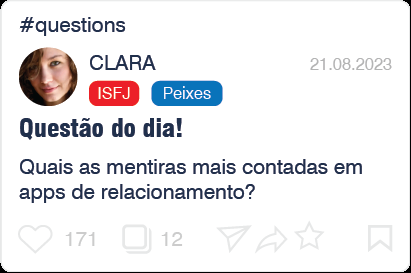 #questions
CLARA
21.08.2023
ISFJ Peixes
Questão do dia!
Quais as mentiras mais contadas em
apps de relacionamento?
171 12